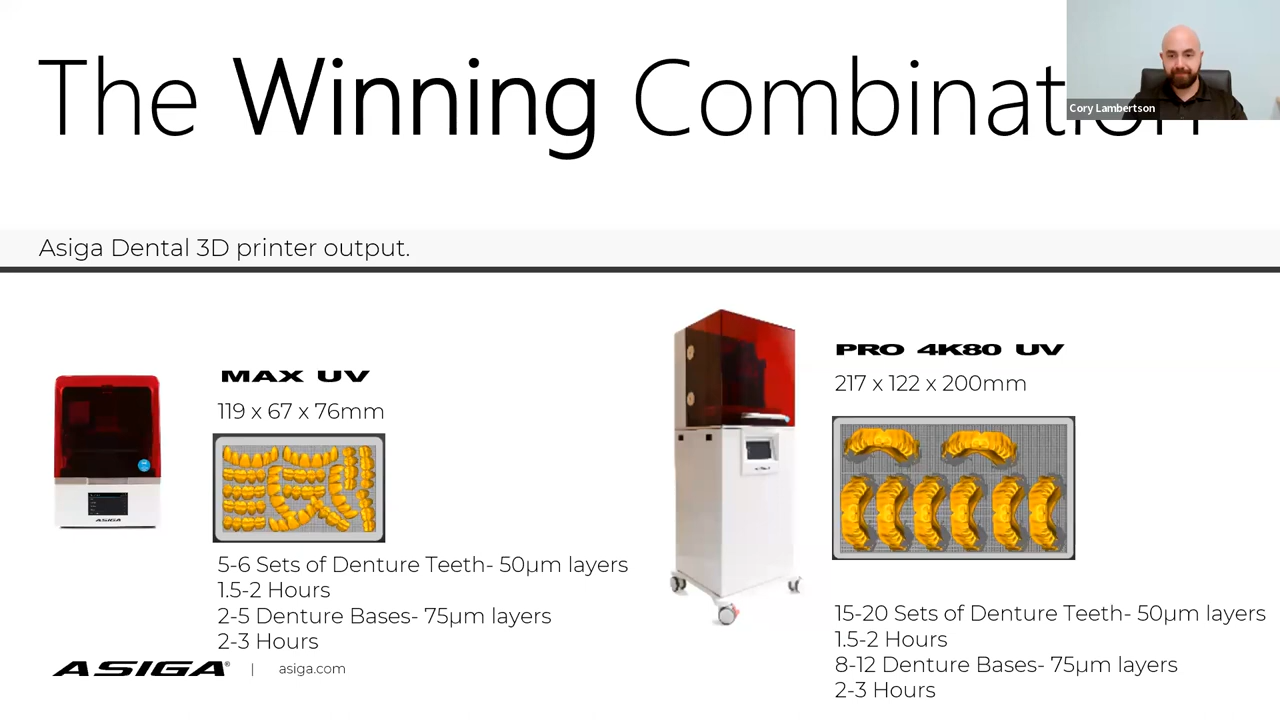 The Winning Combination
Cory Lambertson
Asiga Dental 3D printer output.
MAX UV
119 x 67 x 76mm
5-6 Sets of Denture Teeth- 50µm layers
1.5-2 Hours
2-5 Denture Bases- 75µm layers
2-3 Hours
PRO 4K80 UV
217 x 122 x 200mm
15-20 Sets of Denture Teeth- 50µm layers
1.5-2 Hours
8-12 Denture Bases- 75µm layers
2-3 Hours
ASIGA
ASIGA® | asiga.com